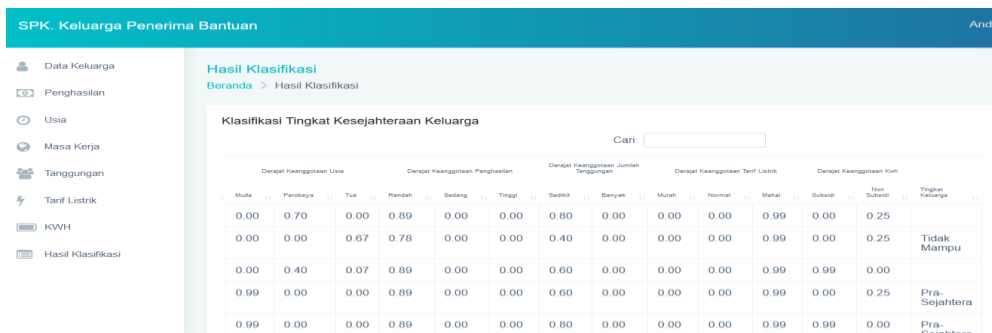 SPK. Keluarga Penerima Bantuan
And
Data Keluarga
Penghasilan
Usia
Masa Kerja
Tanggungan
Tarif Listrik
KWH
Hasil Klasifikasi
Hasil Klasifikasi
Beranda > Hasil Klasifikasi
Klasifikasi Tingkat Kesejahteraan Keluarga
Cari:
Derajat Keanggotaan Usia Derajat Keanggotaan Penghasilan Derajat Keanggotaan Jumlah Tanggungan Derajat Keanggotaan Tarif Listrik Derajat Keanggotaan Kwh
Muda Parobaya Tua Rendah Sedang Tinggi Sedikit Banyak Murah Normal Mahal Subsidi Non Subsidi Tingkat Keluarga
0.00 0.70 0.00 0.89 0.00 0.00 0.80 0.00 0.00 0.00 0.99 0.00 0.25
0.00 0.00 0.67 0.78 0.00 0.00 0.40 0.00 0.00 0.00 0.99 0.00 0.25 Tidak Mampu
0.00 0.40 0.07 0.89 0.00 0.00 0.60 0.00 0.00 0.00 0.99 0.99 0.00
0.99 0.00 0.00 0.89 0.00 0.00 0.60 0.00 0.00 0.00 0.99 0.00 0.25 Pra-Sejahtera
0.99 0.00 0.00 0.89 0.00 0.00 0.80 0.00 0.00 0.00 0.99 0.99 0.00 Pra-